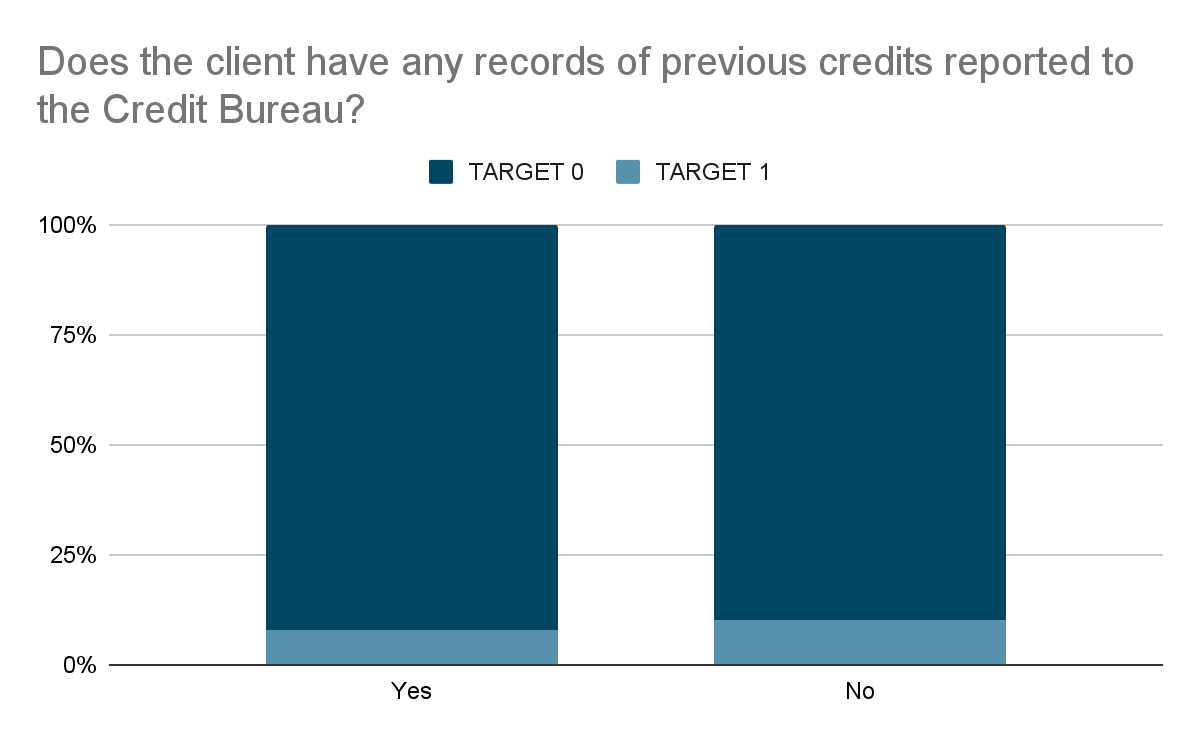 Does the client have any records of previous credits reported to
the Credit Bureau?
TARGET 0 TARGET 1
100%
75%
50%
25%
0%
Yes No